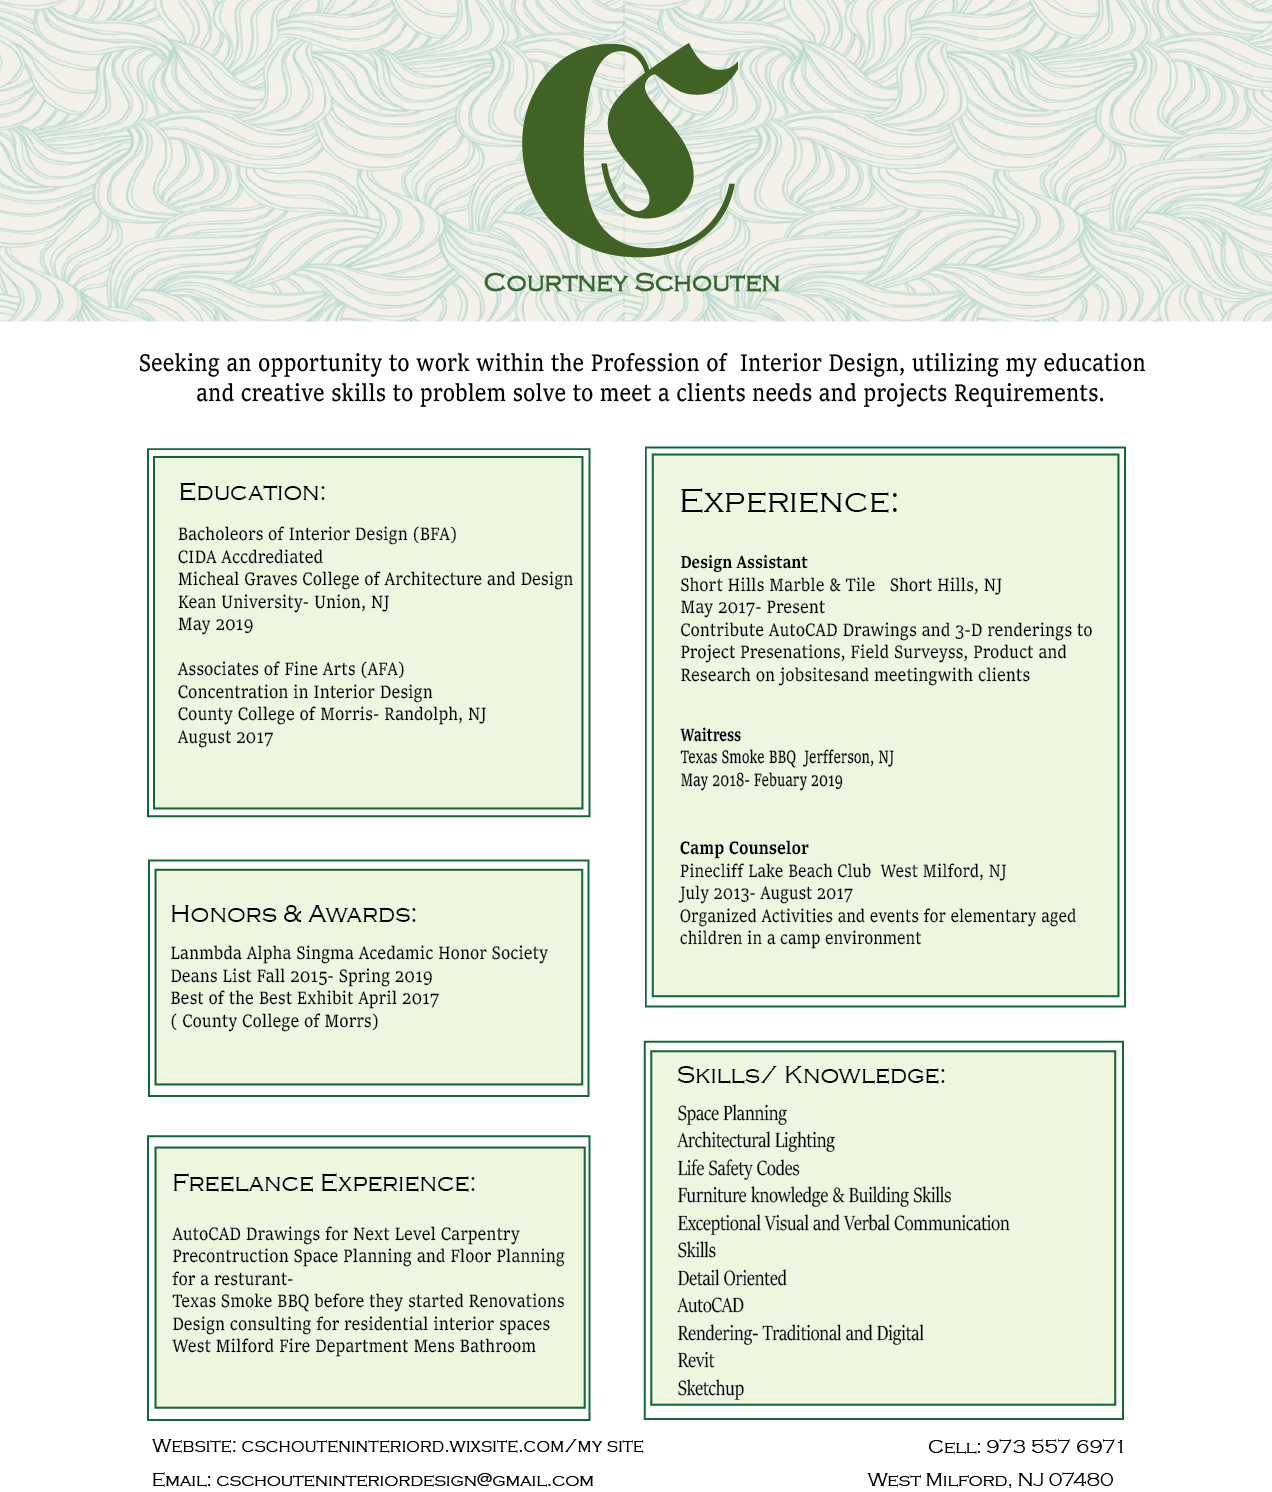 CS
Courtney Schouten
Seeking an opportunity to work within the Profession of Interior Design, utilizing my education
and creative skills to problem solve to meet a clients needs and projects Requirements.
Education:
Bacholeors of Interior Design (BFA)
CIDA Accdrediated
Micheal Graves College of Architecture and Design
Kean University- Union, NJ
May 2019
Associates of Fine Arts (AFA)
Concentration in Interior Design
County College of Morris- Randolph, NJ
August 2017
Honors & Awards:
Lanmbda Alpha Singma Acedamic Honor Society
Deans List Fall 2015- Spring 2019
Best of the Best Exhibit April 2017
( County College of Morrs)
Freelance Experience:
AutoCAD Drawings for Next Level Carpentry
Precontruction Space Planning and Floor Planning
for a resturant-
Texas Smoke BBQ before they started Renovations
Design consulting for residential interior spaces
West Milford Fire Department Mens Bathroom
Experience:
Design Assistant
Short Hills Marble & Tile Short Hills, NJ
May 2017- Present
Contribute AutoCAD Drawings and 3-D renderings to
Project Presenations, Field Surveyss, Product and
Research on jobsitesand meetingwith clients
Waitress
Texas Smoke BBQ Jerfferson, NJ
May 2018- Febuary 2019
Camp Counselor
Pinecliff Lake Beach Club West Milford, NJ
July 2013- August 2017
Organized Activities and events for elementary aged
children in a camp environment
Skills/ Knowledge:
Space Planning
Architectural Lighting
Life Safety Codes
Furniture knowledge & Building Skills
Exceptional Visual and Verbal Communication
Skills
Detail Oriented
AutoCAD
Rendering- Traditional and Digital
Revit
Sketchup
Website: cschouteninteriord.wixsite.com/my site
Cell: 973 557 6971
Email: cschouteninteriordesign@gmail.com
West Milford, NJ 07480